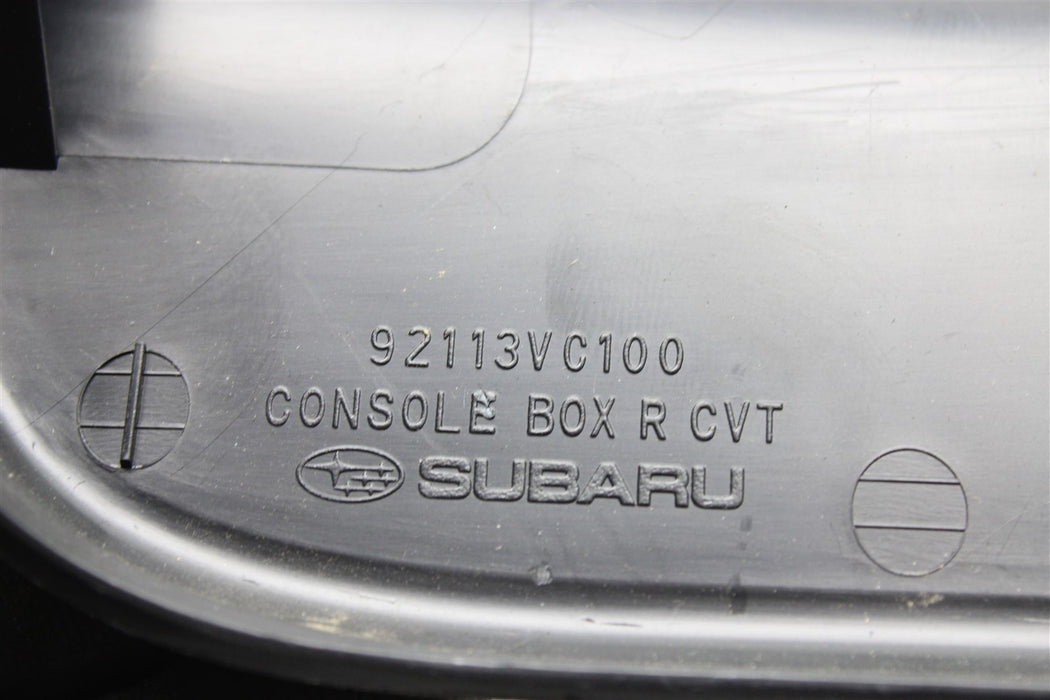 92113VC100
CONSOLE BOX R CVT
SUBARU